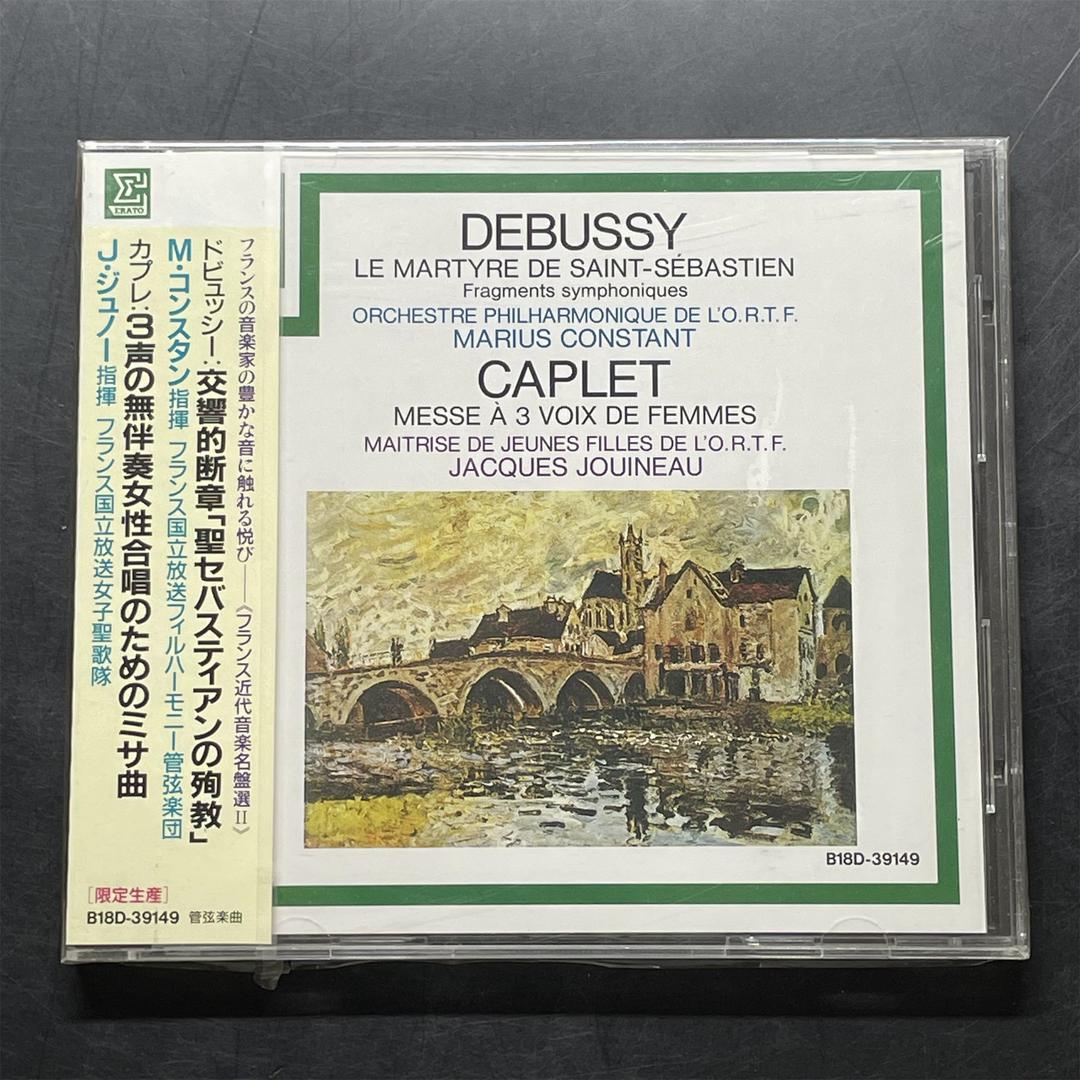 ERATO
フランスの音楽家の豊かな音に触れる悦び──《フランス近代音楽名盤選II》
ドビュッシー:交響的断章「聖セバスティアンの殉教」
M・コンスタン指揮 フランス国立放送フィルハーモニー管弦楽団
カプレ:3声の無伴奏女性合唱のためのミサ曲
J・ジュノー指揮 フランス国立放送女子聖歌隊
[限定生産]
B18D-39149 管弦楽曲
DEBUSSY
LE MARTYRE DE SAINT-SÉBASTIEN
Fragments symphoniques
ORCHESTRE PHILHARMONIQUE DE L'O.R.T.F.
MARIUS CONSTANT
CAPLET
MESSE À 3 VOIX DE FEMMES
MAITRISE DE JEUNES FILLES DE L'O.R.T.F.
JACQUES JOUINEAU
B18D-39149